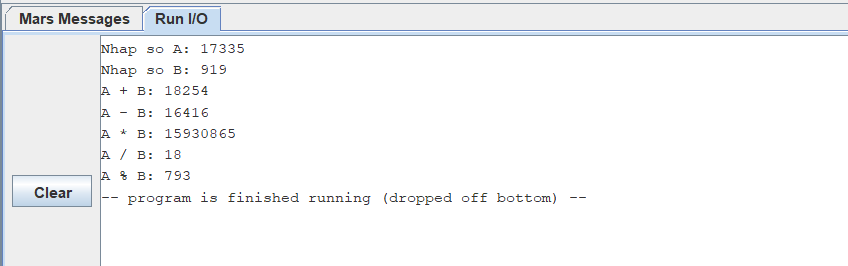 Mars Messages Run I/O
Nhap so A: 17335
Nhap so B: 919
A + B: 18254
A - B: 16416
A * B: 15930865
A / B: 18
A % B: 793
Clear
-- program is finished running (dropped off bottom) --